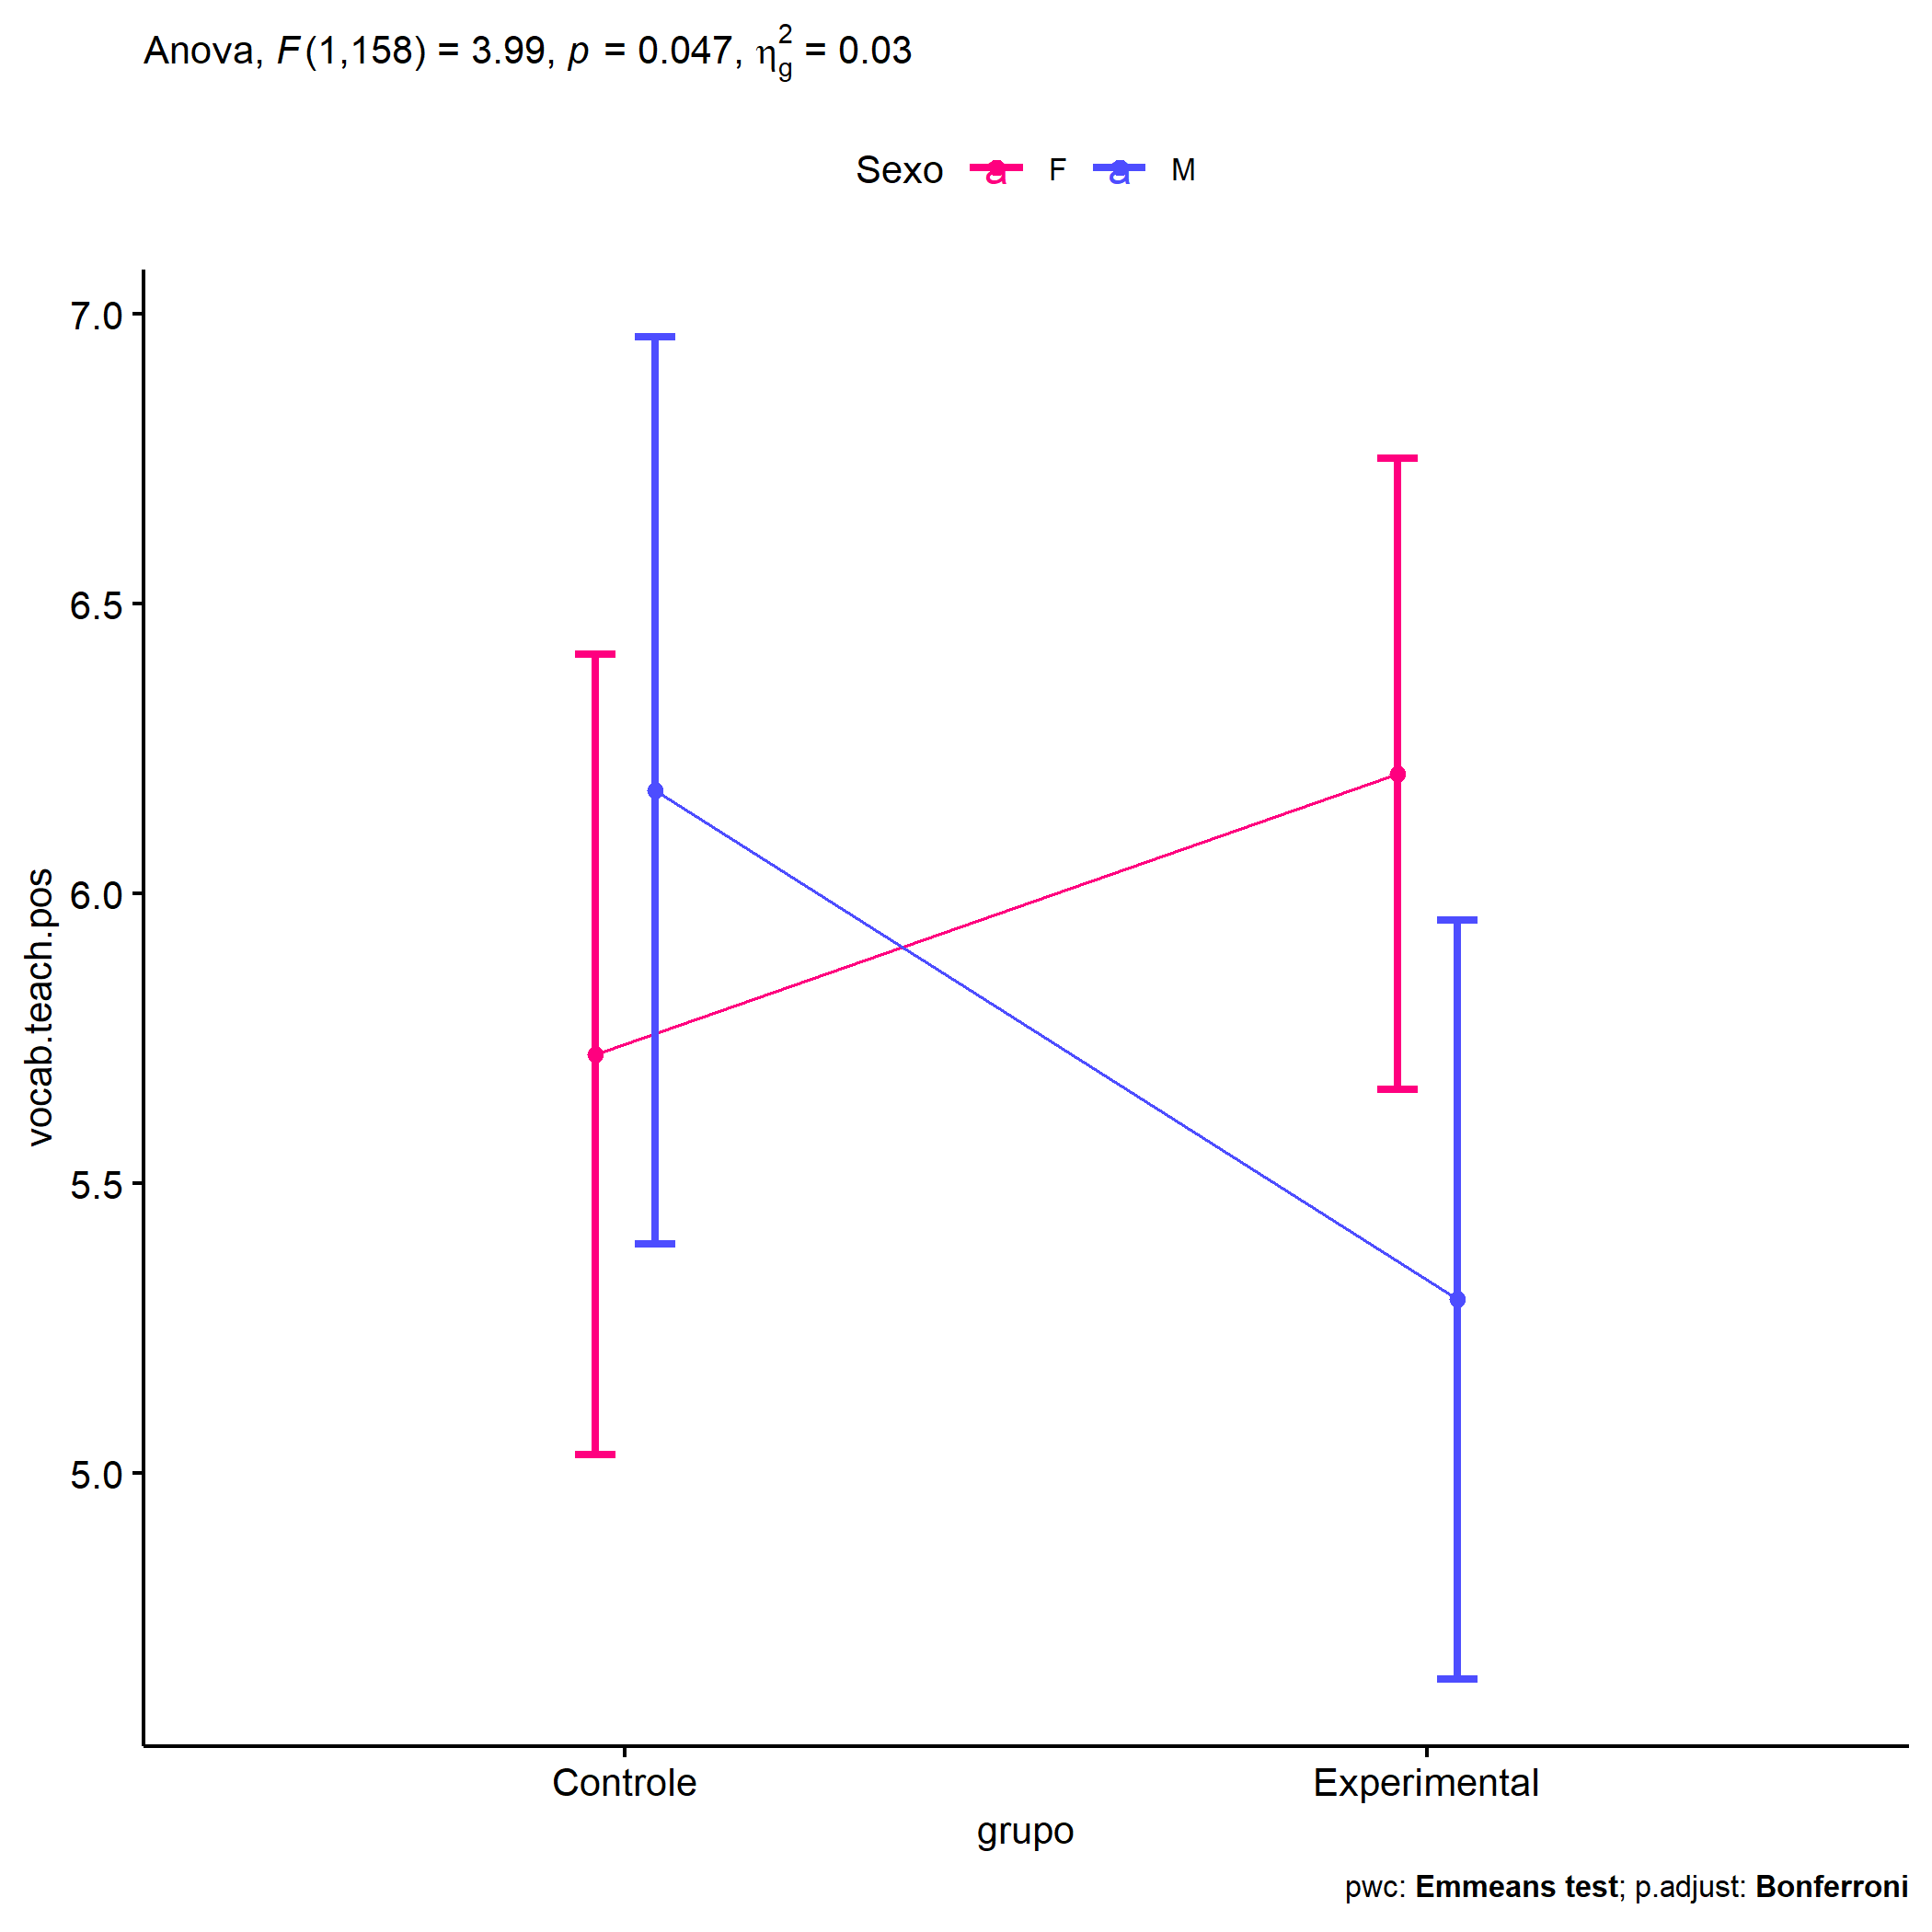 Anova, F(1,158) = 3.99, p = 0.047, η²g = 0.03
Sexo a F a M
7.0
6.5
6.0
5.5
5.0
vocab.teach.pos
Controle Experimental
grupo
pwc: Emmeans test; p.adjust: Bonferroni